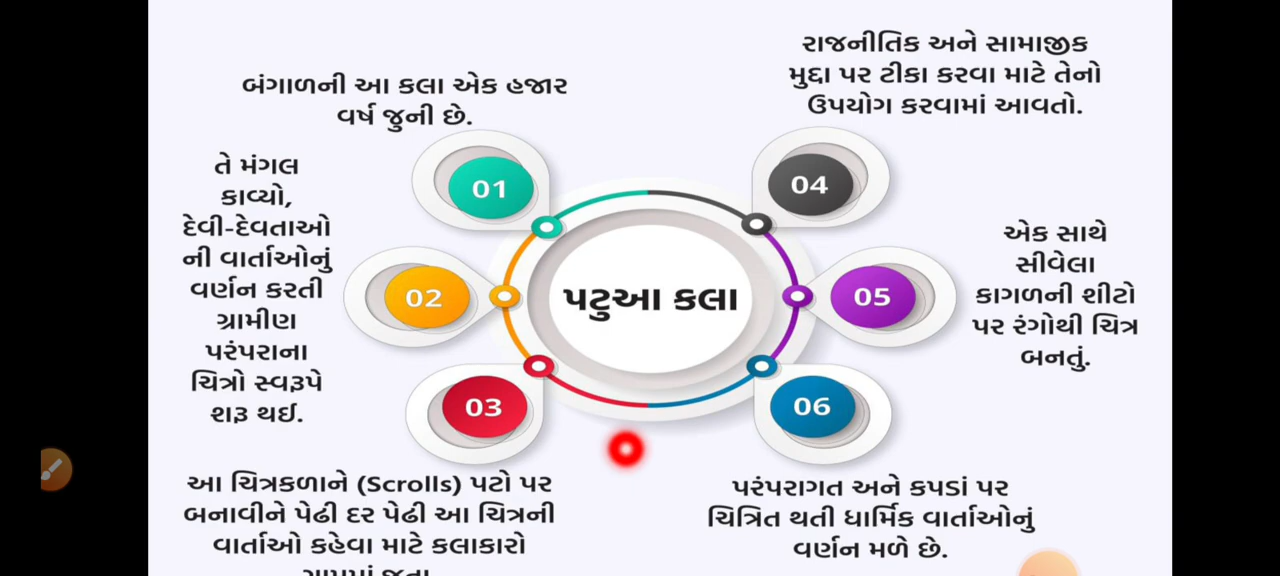 બંગાળની આ કલા એક હજાર
વર્ષ જુની છે.
01
તે મંગલ
કાવ્યો,
દેવી-દેવતાઓ
ની વાર્તાઓનું
વર્ણન કરતી
ગ્રામીણ
પરંપરાના
ચિત્રો સ્વરૂપે
શરૂ થઈ.
02
03
આ ચિત્રકળાને (Scrolls) પટો પર
બનાવીને પેઢી દર પેઢી આ ચિત્રની
વાર્તાઓ કહેવા માટે કલાકારો
પટુઆ કલા
રાજનીતિક અને સામાજીક
મુદ્દા પર ટીકા કરવા માટે તેનો
ઉપયોગ કરવામાં આવતો.
04
એક સાથે
સીવેલા
કાગળની શીટો
પર રંગોથી ચિત્ર
બનતું.
05
06
પરંપરાગત અને કપડાં પર
ચિત્રિત થતી ધાર્મિક વાર્તાઓનું
વર્ણન મળે છે.